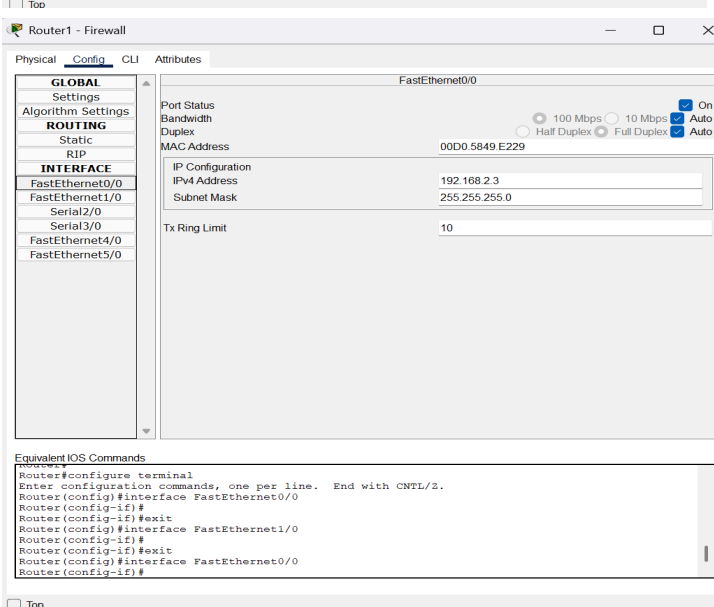 Top
Router1 - Firewall
Physical Config CLI Attributes
GLOBAL
Settings
Algorithm Settings
ROUTING
Static
RIP
INTERFACE
FastEthernet0/0
FastEthernet1/0
Serial2/0
Serial3/0
FastEthernet4/0
FastEthernet5/0
FastEthernet0/0
Port Status On
Bandwidth 100 Mbps 10 Mbps Auto
Duplex Half Duplex Full Duplex Auto
MAC Address 00D0.5849.E229
IP Configuration
IPv4 Address 192.168.2.3
Subnet Mask 255.255.255.0
Tx Ring Limit 10
Equivalent IOS Commands
Router#
Router#configure terminal
Enter configuration commands, one per line. End with CNTL/Z.
Router(config)#interface FastEthernet0/0
Router(config-if)#
Router(config-if)#exit
Router(config)#interface FastEthernet1/0
Router(config-if)#
Router(config-if)#exit
Router(config)#interface FastEthernet0/0
Router(config-if)#
Top